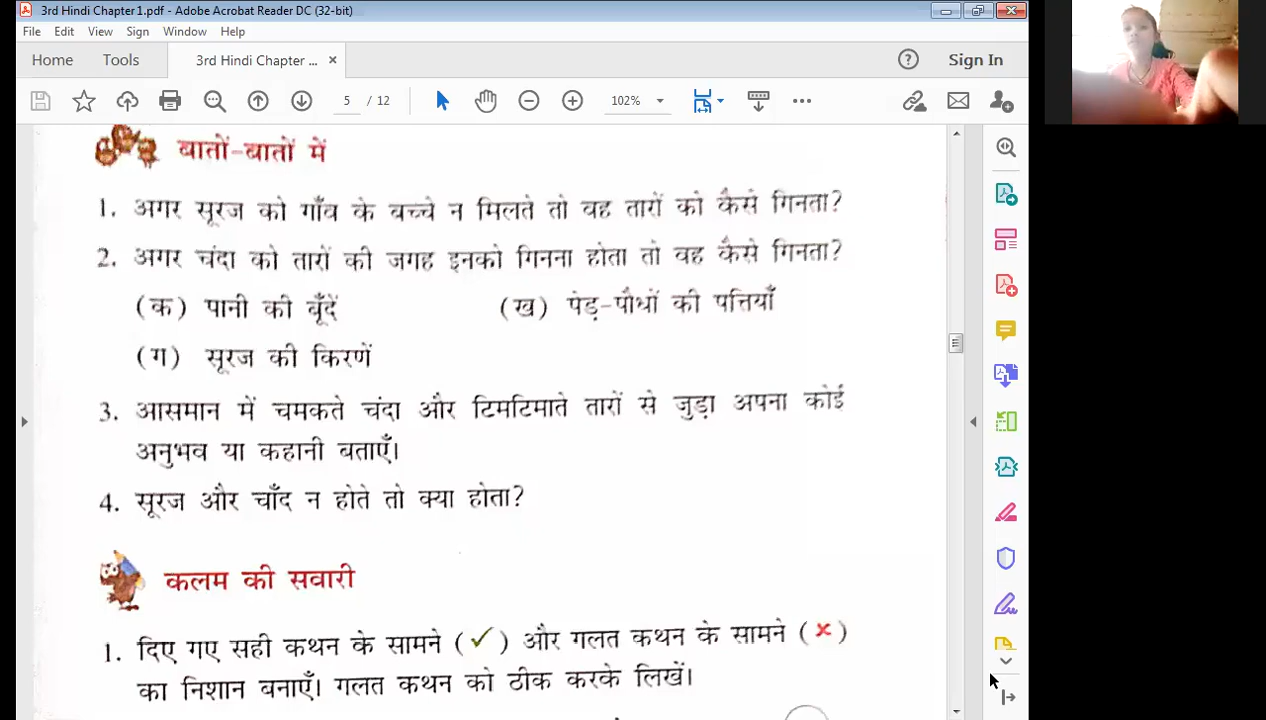 3rd Hindi Chapter 1.pdf - Adobe Acrobat Reader DC (32-bit)
File Edit View Sign Window Help
Home Tools 3rd Hindi Chapter ... × Sign In
5 / 12 102%
बातों-बातों में
1. अगर सूरज को गाँव के बच्चे न मिलते तो वह तारों को कैसे गिनता?
2. अगर चंदा को तारों की जगह इनको गिनना होता तो वह कैसे गिनता?
(क) पानी की बूँदें (ख) पेड़-पौधों की पत्तियाँ
(ग) सूरज की किरणें
3. आसमान में चमकते चंदा और टिमटिमाते तारों से जुड़ा अपना कोई
अनुभव या कहानी बताएँ।
4. सूरज और चाँद न होते तो क्या होता?
कलम की सवारी
1. दिए गए सही कथन के सामने (✓) और गलत कथन के सामने (×)
का निशान बनाएँ। गलत कथन को ठीक करके लिखें।